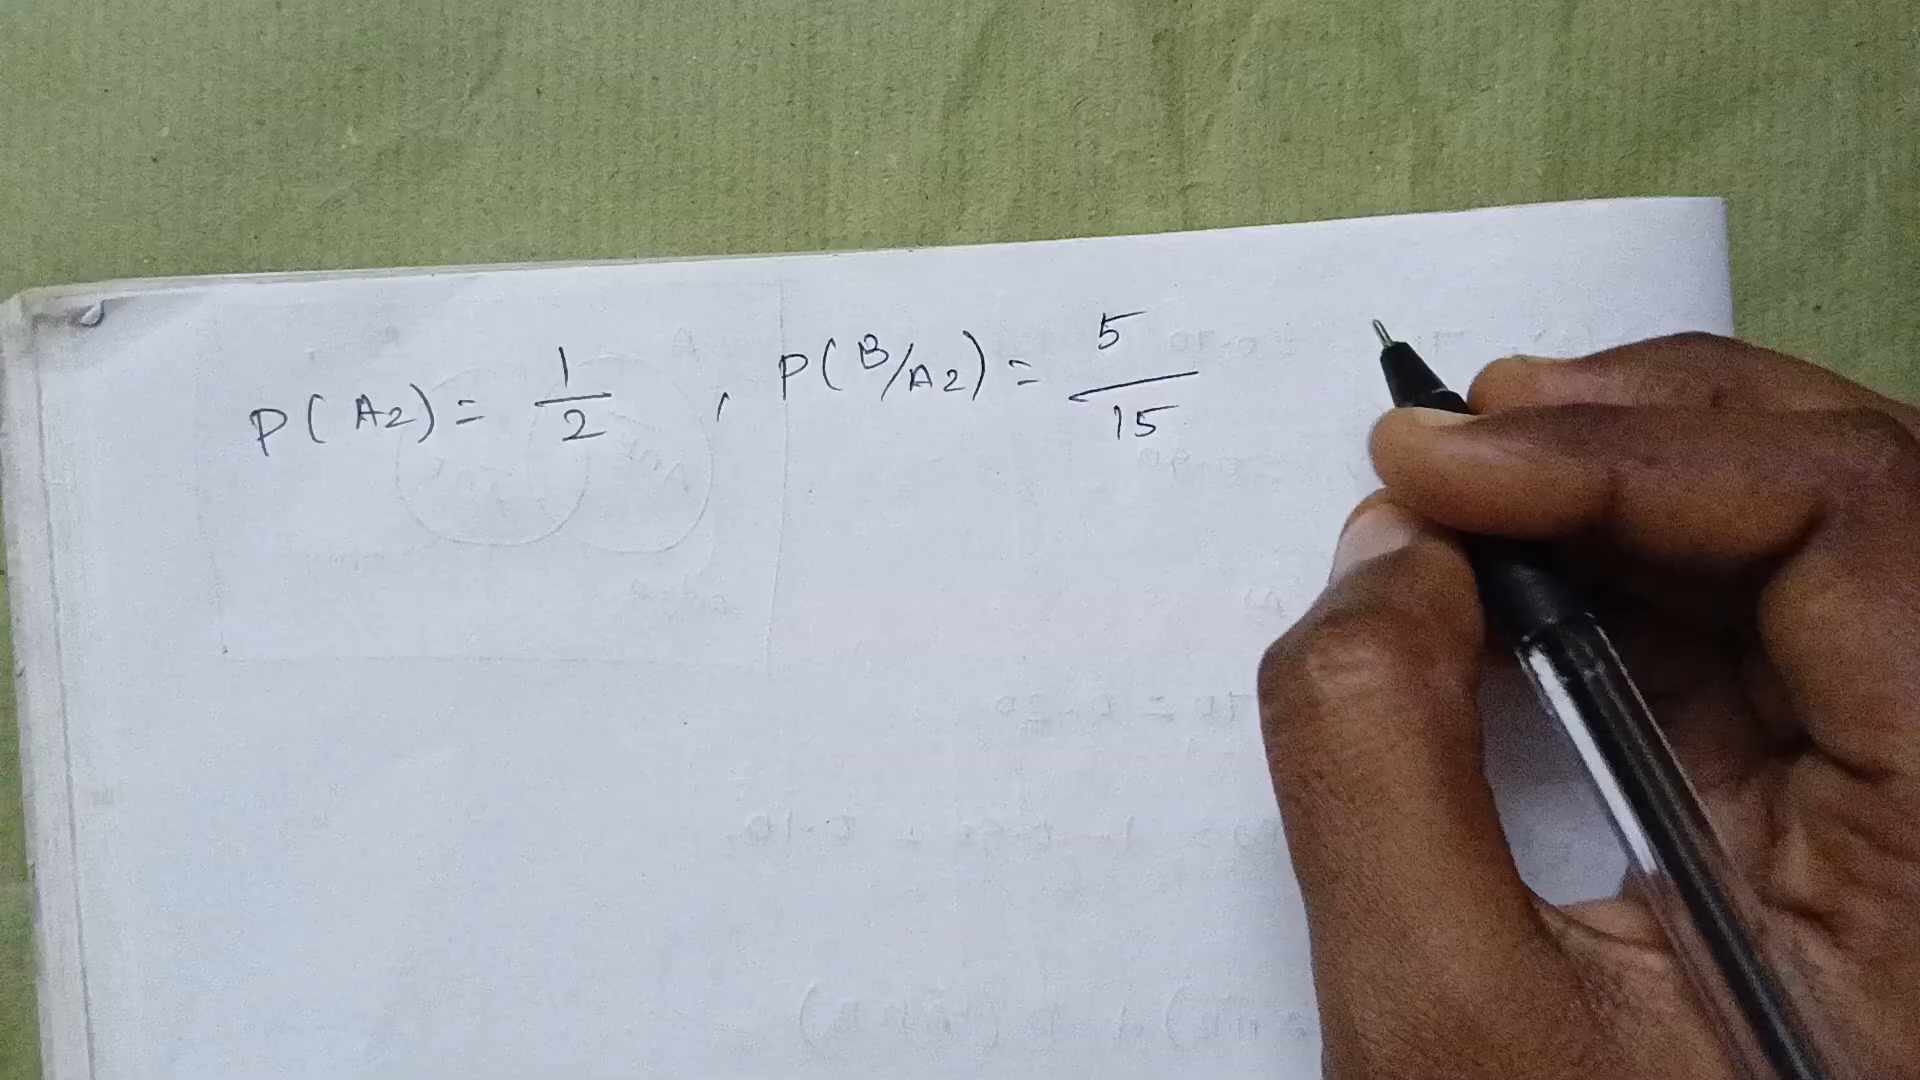 P(A2) = 1/2 , P(B/A2) = 5/15